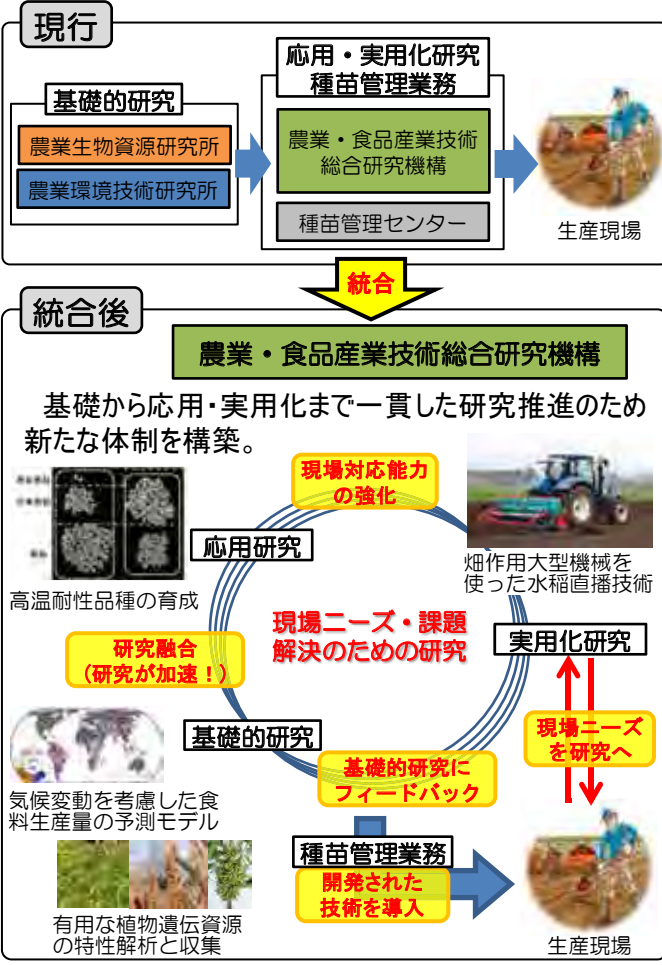 現行
応用・実用化研究
種苗管理業務
基礎的研究
農業生物資源研究所
農業環境技術研究所
農業・食品産業技術
総合研究機構
種苗管理センター
生産現場
統合
統合後
農業・食品産業技術総合研究機構
基礎から応用・実用化まで一貫した研究推進のため
新たな体制を構築。
現場対応能力
の強化
応用研究
高温耐性品種の育成
畑作用大型機械を
使った水稲直播技術
現場ニーズ・課題
解決のための研究
実用化研究
研究融合
(研究が加速!)
現場ニーズ
を研究へ
基礎的研究
基礎的研究に
フィードバック
気候変動を考慮した食
料生産量の予測モデル
種苗管理業務
開発された
技術を導入
有用な植物遺伝資源
の特性解析と収集
生産現場